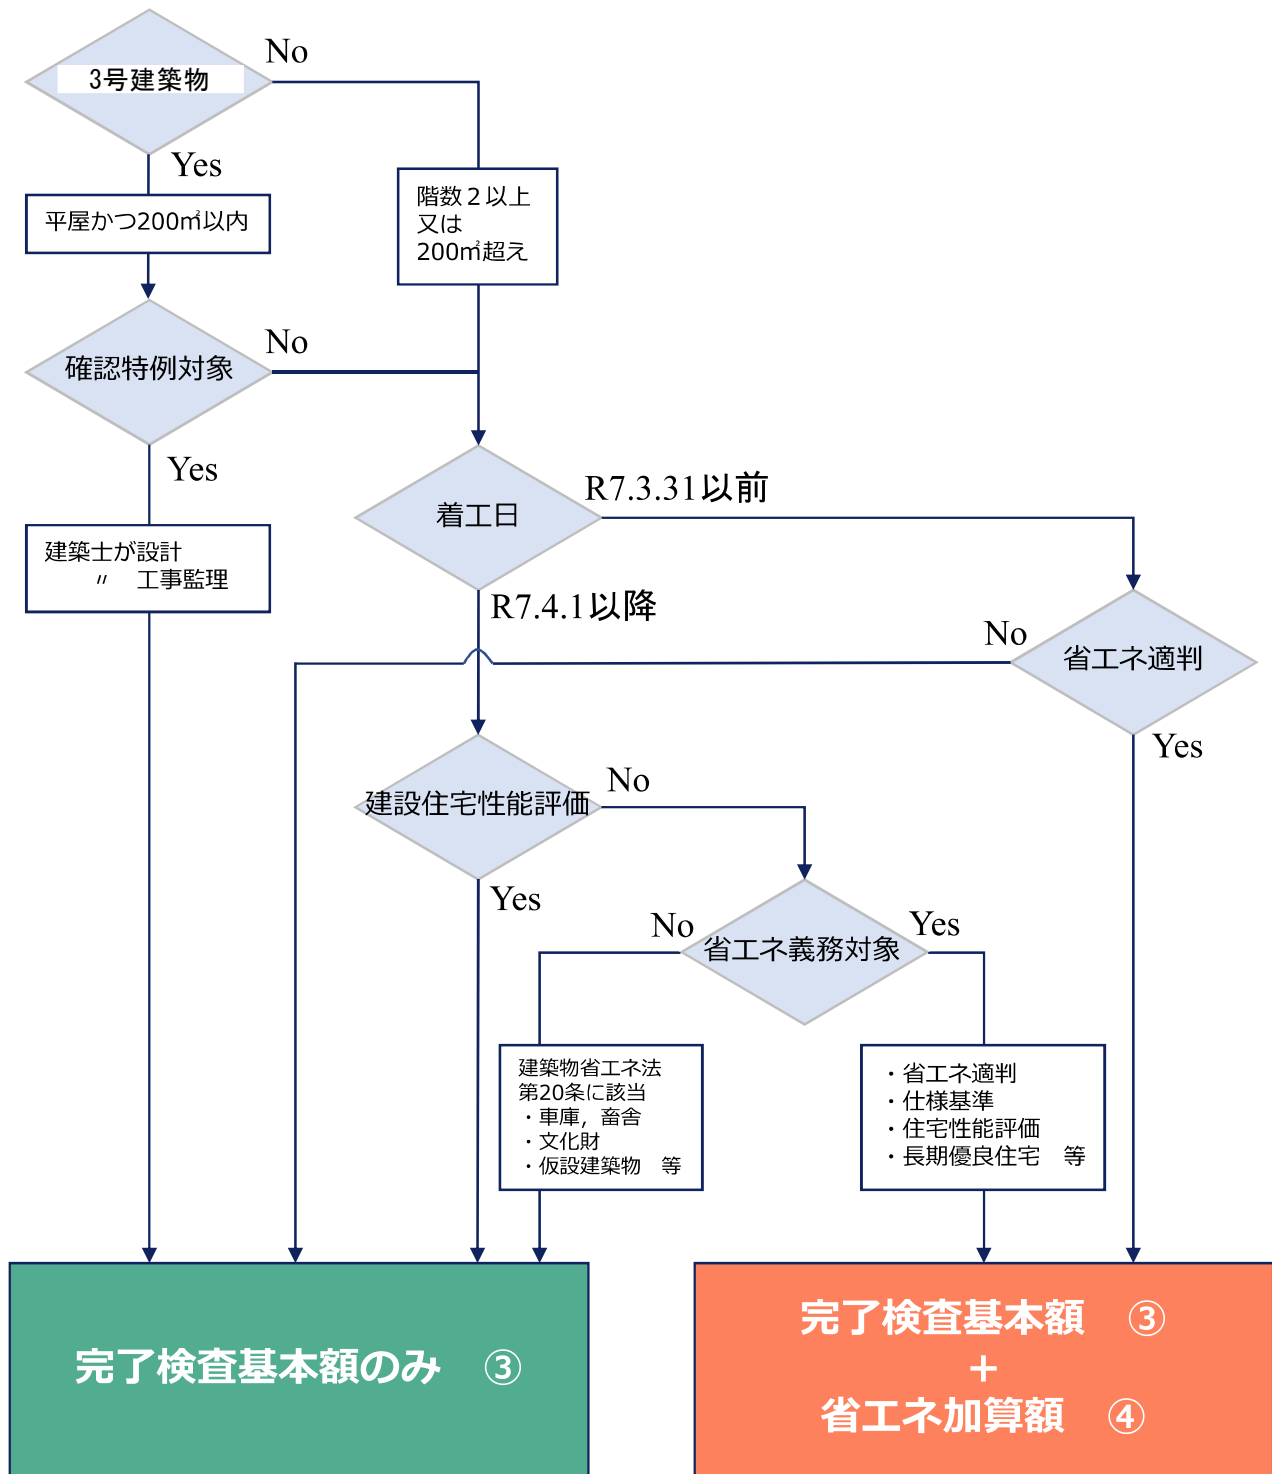 3号建築物
No
Yes
平屋かつ200㎡以内
階数２以上
又は
200㎡超え
確認特例対象
No
Yes
建築士が設計
〃　工事監理
着工日
R7.3.31以前
R7.4.1以降
省エネ適判
No
Yes
建設住宅性能評価
No
Yes
省エネ義務対象
No
Yes
建築物省エネ法
第20条に該当
・車庫，畜舎
・文化財
・仮設建築物　等
・省エネ適判
・仕様基準
・住宅性能評価
・長期優良住宅　等
完了検査基本額のみ　③
完了検査基本額　③
+
省エネ加算額　④